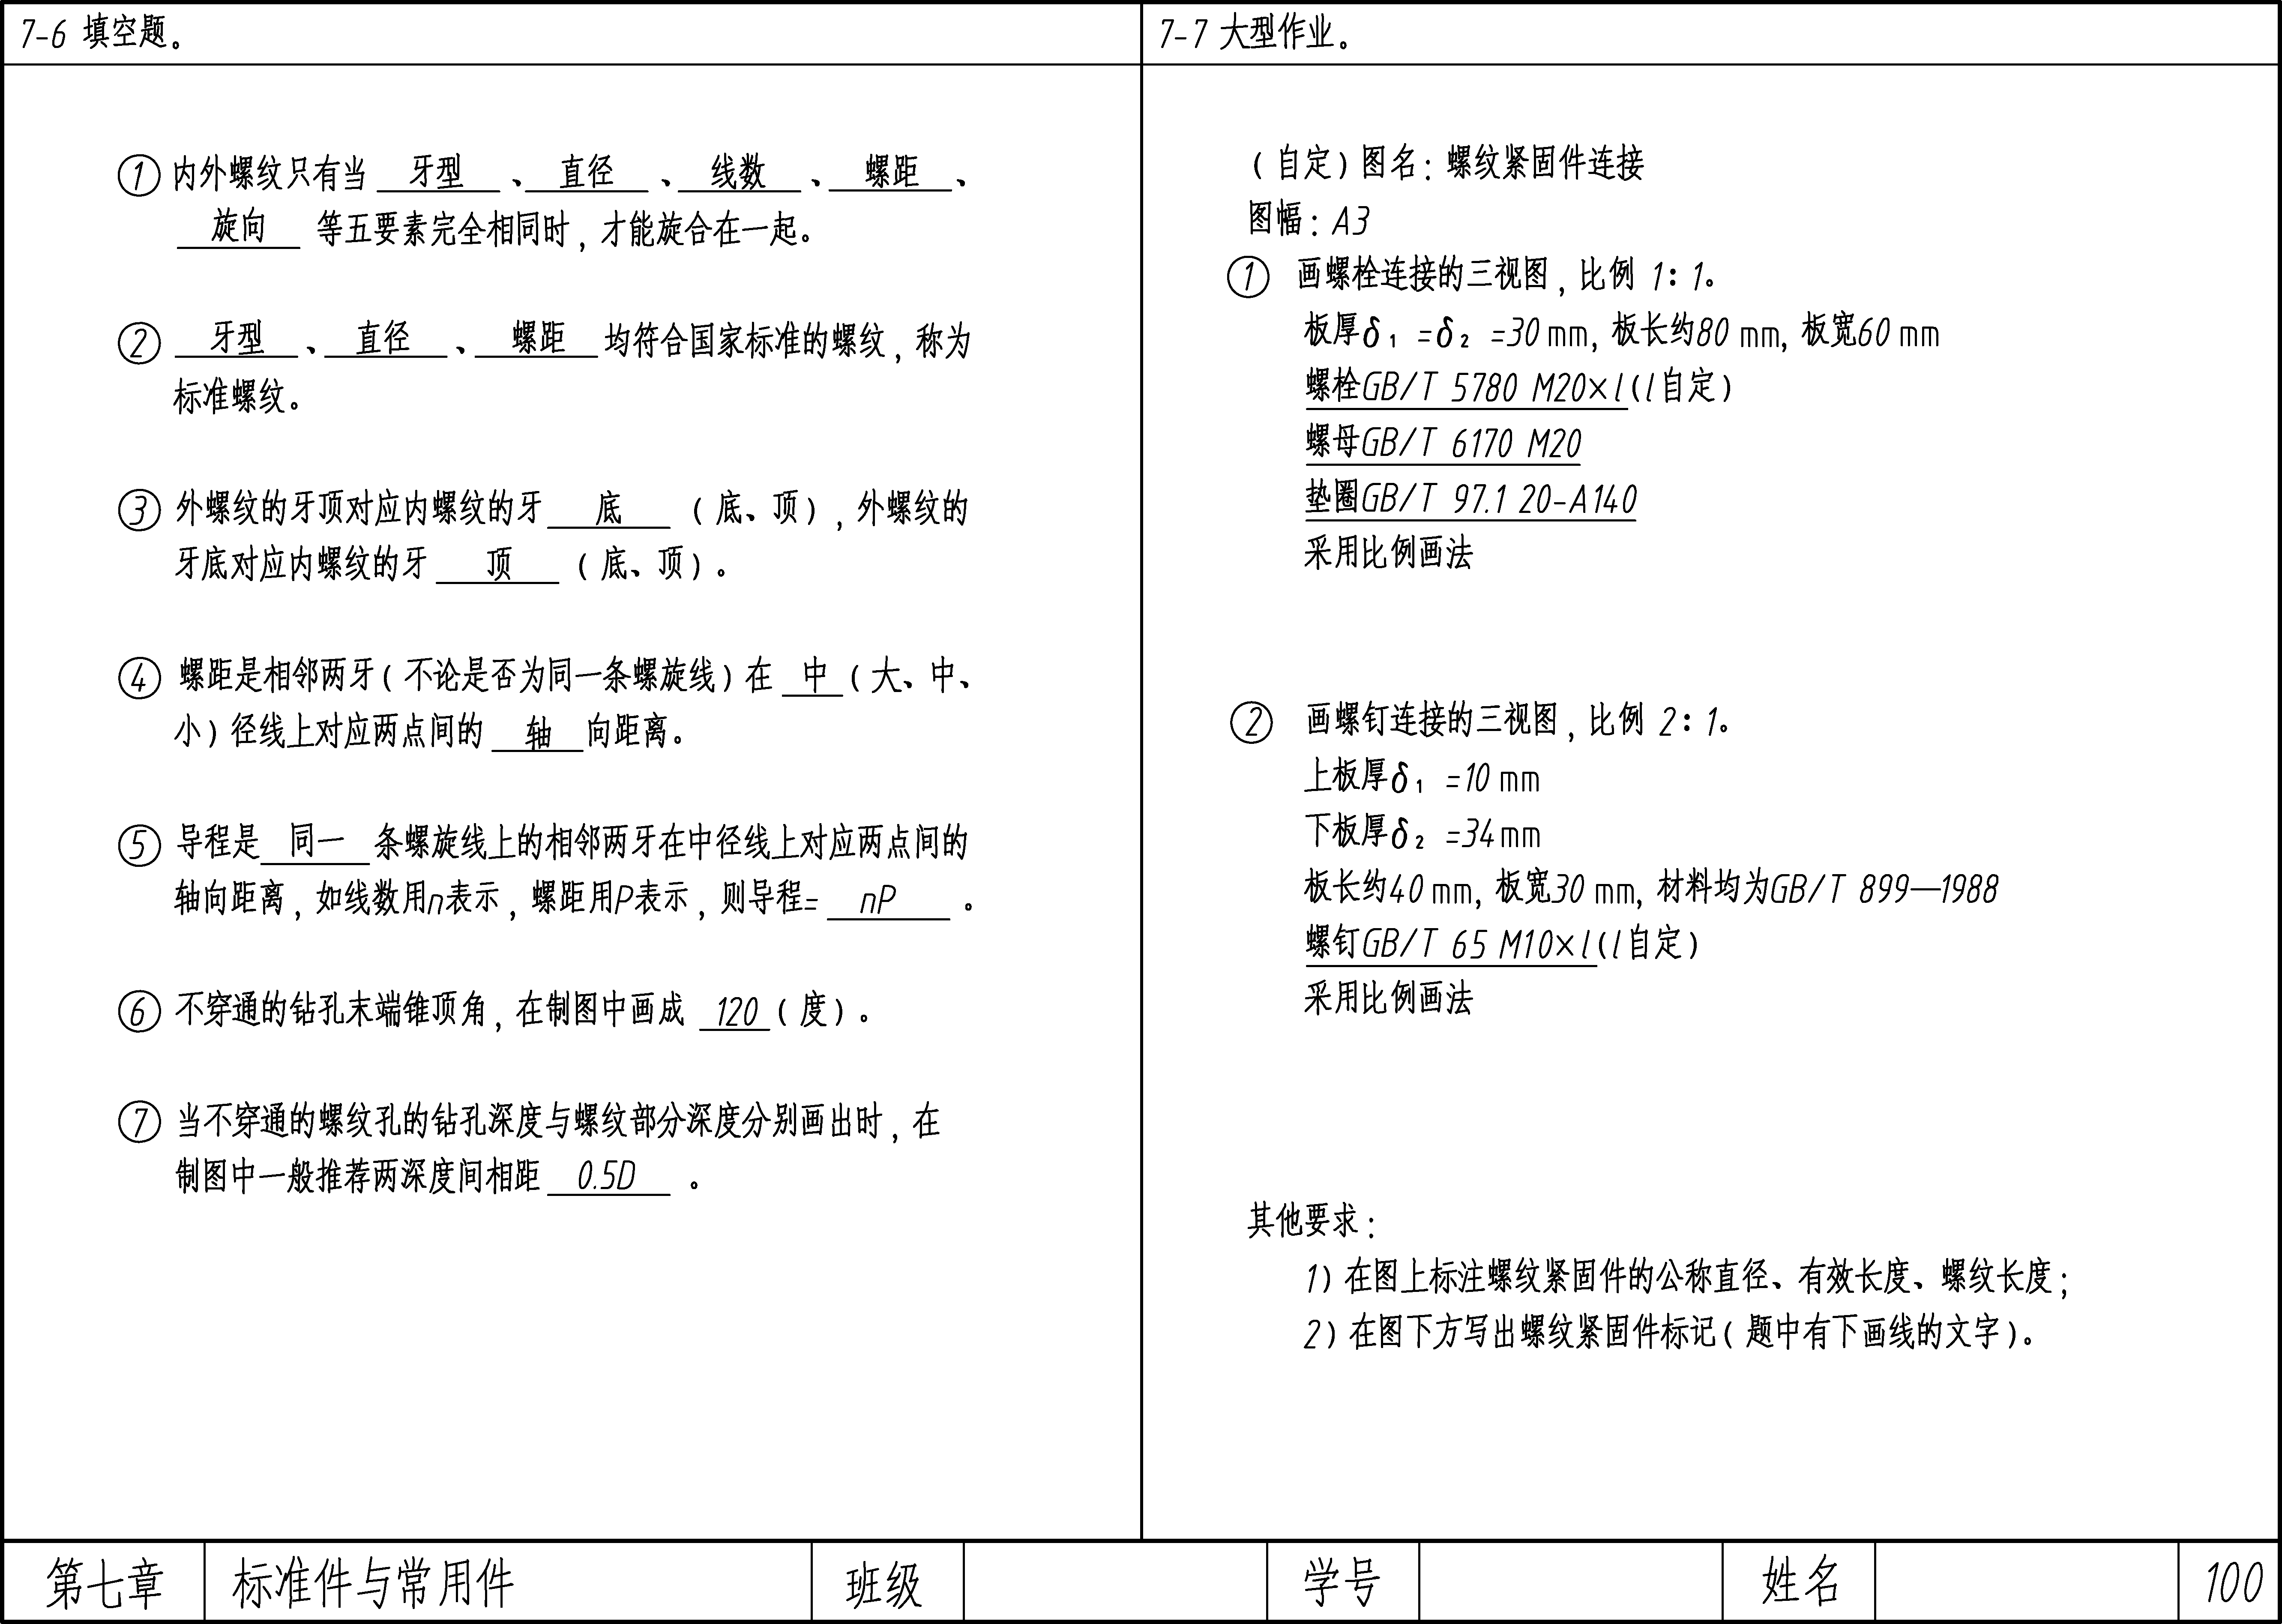 7-6 填空题。
① 内外螺纹只有当 牙型 、 直径 、 线数 、 螺距 、
旋向 等五要素完全相同时，才能旋合在一起。
② 牙型 、 直径 、 螺距 均符合国家标准的螺纹，称为
标准螺纹。
③ 外螺纹的牙顶对应内螺纹的牙 底 （底、顶），外螺纹的
牙底对应内螺纹的牙 顶 （底、顶）。
④ 螺距是相邻两牙（不论是否为同一条螺旋线）在 中 （大、中、
小）径线上对应两点间的 轴 向距离。
⑤ 导程是 同一 条螺旋线上的相邻两牙在中径线上对应两点间的
轴向距离，如线数用n表示，螺距用P表示，则导程= nP 。
⑥ 不穿通的钻孔末端锥顶角，在制图中画成 120 （度）。
⑦ 当不穿通的螺纹孔的钻孔深度与螺纹部分深度分别画出时，在
制图中一般推荐两深度间相距 0.5D 。
7-7 大型作业。
（自定）图名：螺纹紧固件连接
图幅：A3
① 画螺栓连接的三视图，比例 1：1。
板厚δ1 =δ2 =30 mm, 板长约80 mm, 板宽60 mm
螺栓GB/T 5780 M20×l(l自定)
螺母GB/T 6170 M20
垫圈GB/T 97.1 20-A140
采用比例画法
② 画螺钉连接的三视图，比例 2：1。
上板厚δ1 =10 mm
下板厚δ2 =34 mm
板长约40 mm, 板宽30 mm, 材料均为GB/T 899—1988
螺钉GB/T 65 M10×l(l自定)
采用比例画法
其他要求：
1）在图上标注螺纹紧固件的公称直径、有效长度、螺纹长度；
2）在图下方写出螺纹紧固件标记（题中有下画线的文字）。
第七章 标准件与常用件 班级 学号 姓名 100